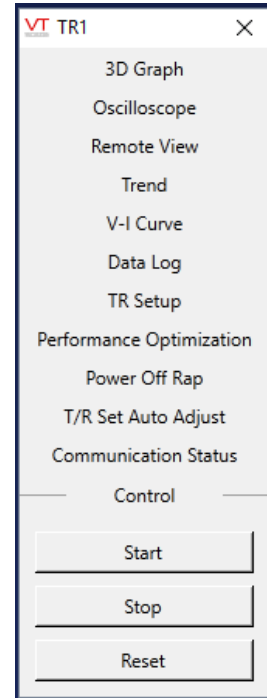 VT TR1
3D Graph
Oscilloscope
Remote View
Trend
V-I Curve
Data Log
TR Setup
Performance Optimization
Power Off Rap
T/R Set Auto Adjust
Communication Status
Control
Start
Stop
Reset